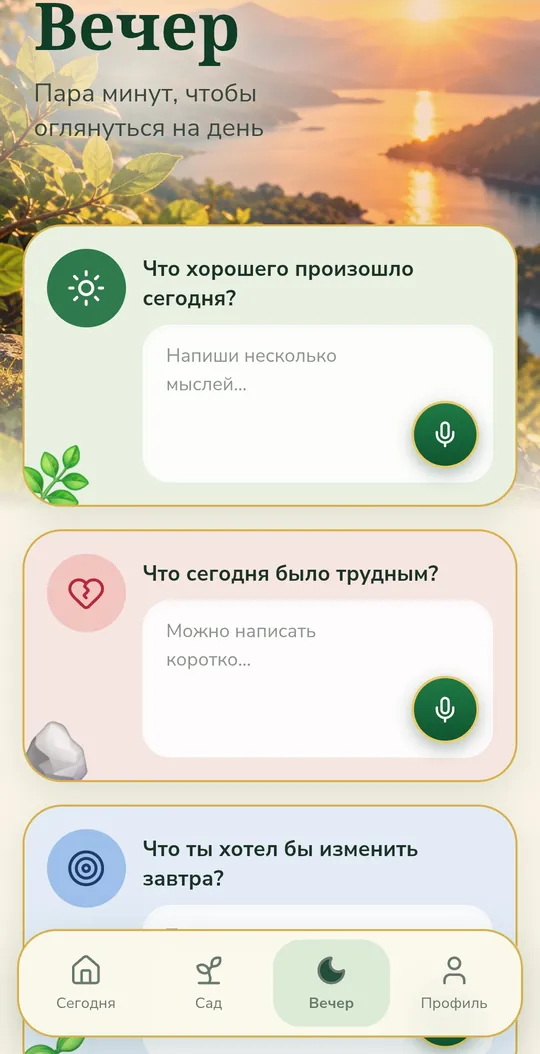 Вечер
Пара минут, чтобы
оглянуться на день
Что хорошего произошло
сегодня?
Напиши несколько
мыслей...
Что сегодня было трудным?
Можно написать
коротко...
Что ты хотел бы изменить
завтра?
Сегодня
Сад
Вечер
Профиль